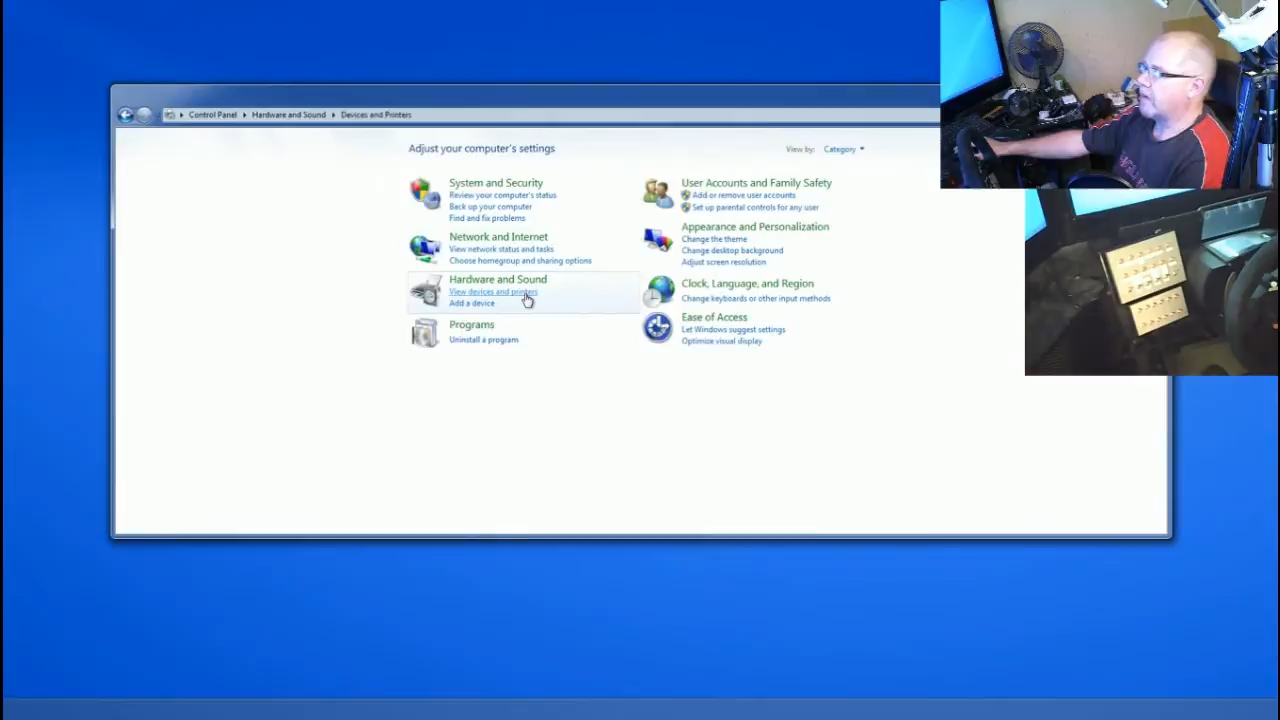 Control Panel Hardware and Sound Devices and Printers
Adjust your computer's settings
View by: Category
System and Security
Review your computer's status
Back up your computer
Find and fix problems
Network and Internet
View network status and tasks
Choose homegroup and sharing options
Hardware and Sound
View devices and printers
Add a device
Programs
Uninstall a program
User Accounts and Family Safety
Add or remove user accounts
Set up parental controls for any user
Appearance and Personalization
Change the theme
Change desktop background
Adjust screen resolution
Clock, Language, and Region
Change keyboards or other input methods
Ease of Access
Let Windows suggest settings
Optimize visual display